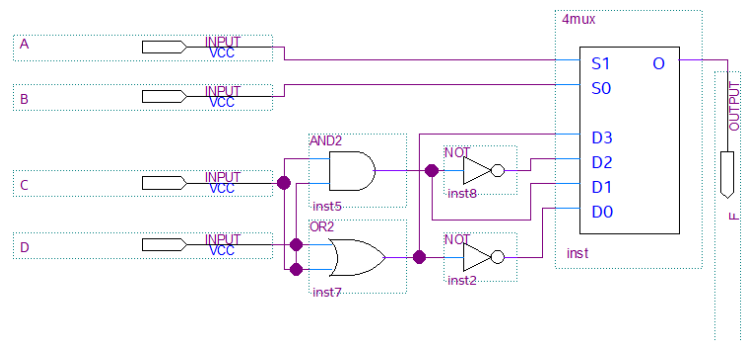 4mux
A
INPUT
VCC
S1
O
B
INPUT
VCC
S0
OUTPUT
AND2
NOT
D3
D2
C
INPUT
VCC
inst5
inst8
D1
F
D0
OR2
NOT
D
INPUT
VCC
inst
inst7
inst2